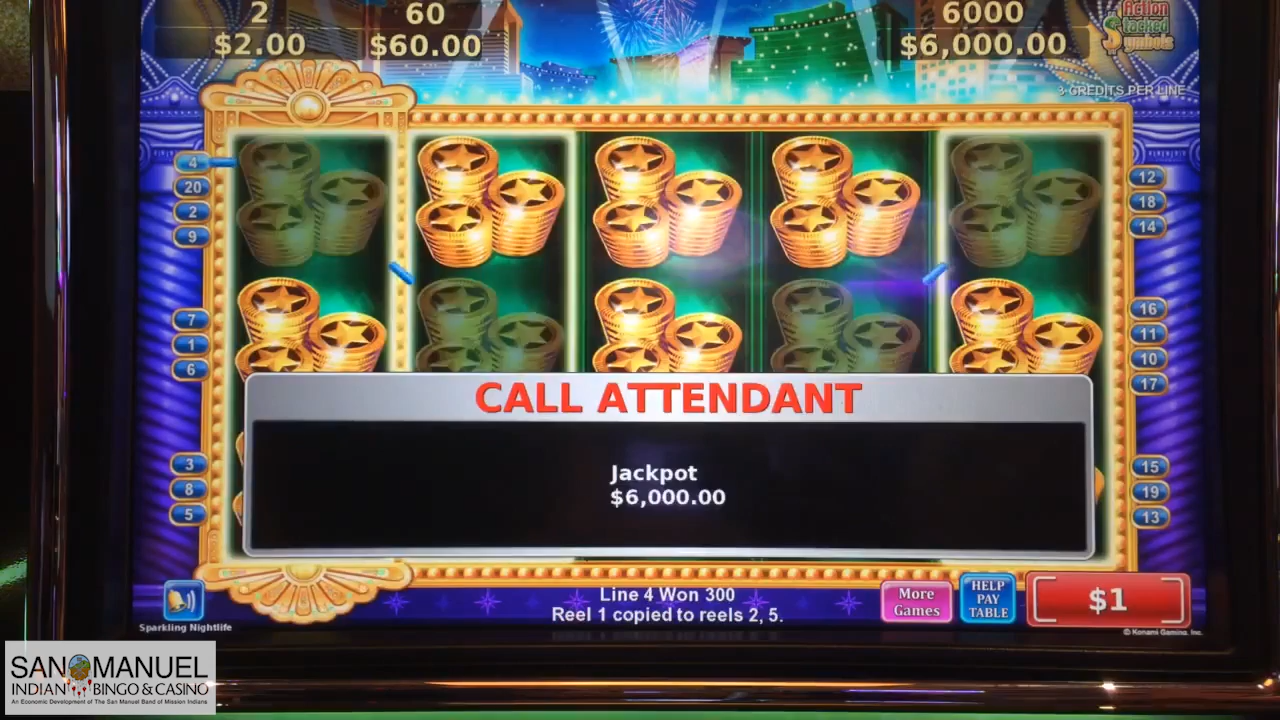 2
60
6000
$2.00
$60.00
$6,000.00
Action
Stacked
Symbols
3 CREDITS PER LINE
4
20
2
9
7
1
6
3
8
5
12
18
14
16
11
10
17
15
19
13
CALL ATTENDANT
Jackpot
$6,000.00
Line 4 Won 300
Reel 1 copied to reels 2, 5.
More
Games
HELP
PAY
TABLE
$1
Sparkling Nightlife
© Konami Gaming, Inc.
SAN MANUEL
INDIAN BINGO & CASINO
An Economic Development of The San Manuel Band of Mission Indians